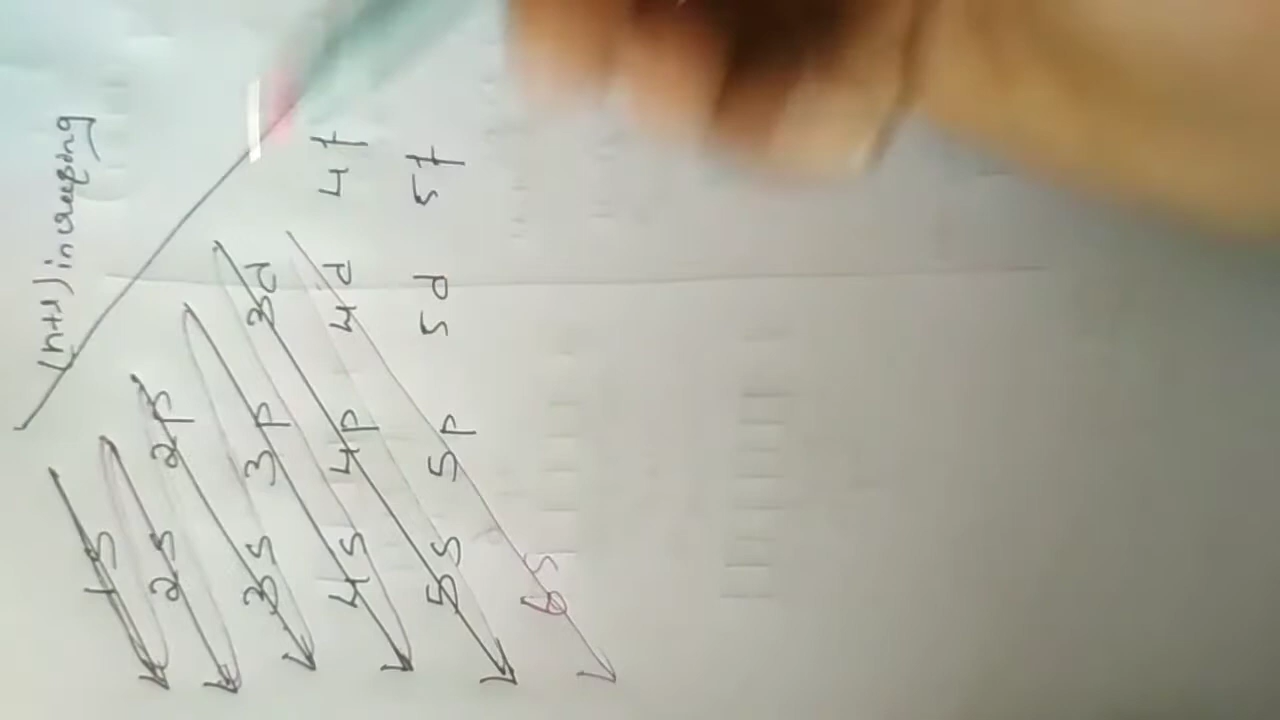 (n+l) increasing
1s
2s 2p
3s 3p 3d
4s 4p 4d 4f
5s 5p 5d 5f
6s